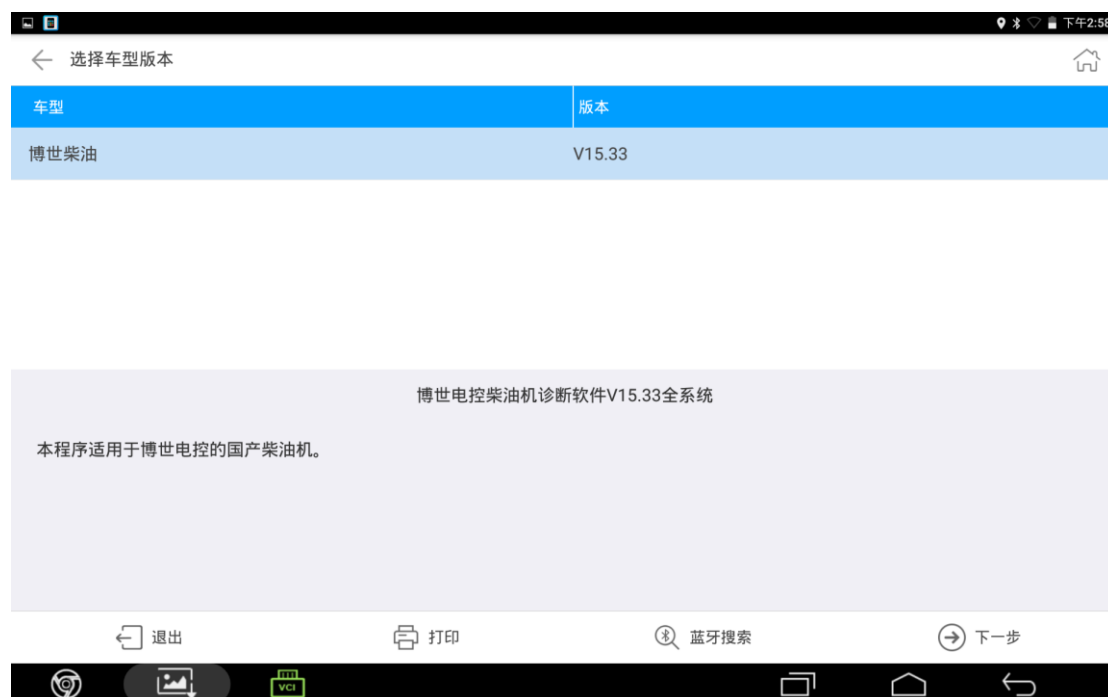 下午2:58
选择车型版本
车型 版本
博世柴油 V15.33
博世电控柴油机诊断软件V15.33全系统
本程序适用于博世电控的国产柴油机。
退出 打印 蓝牙搜索 下一步
VCI